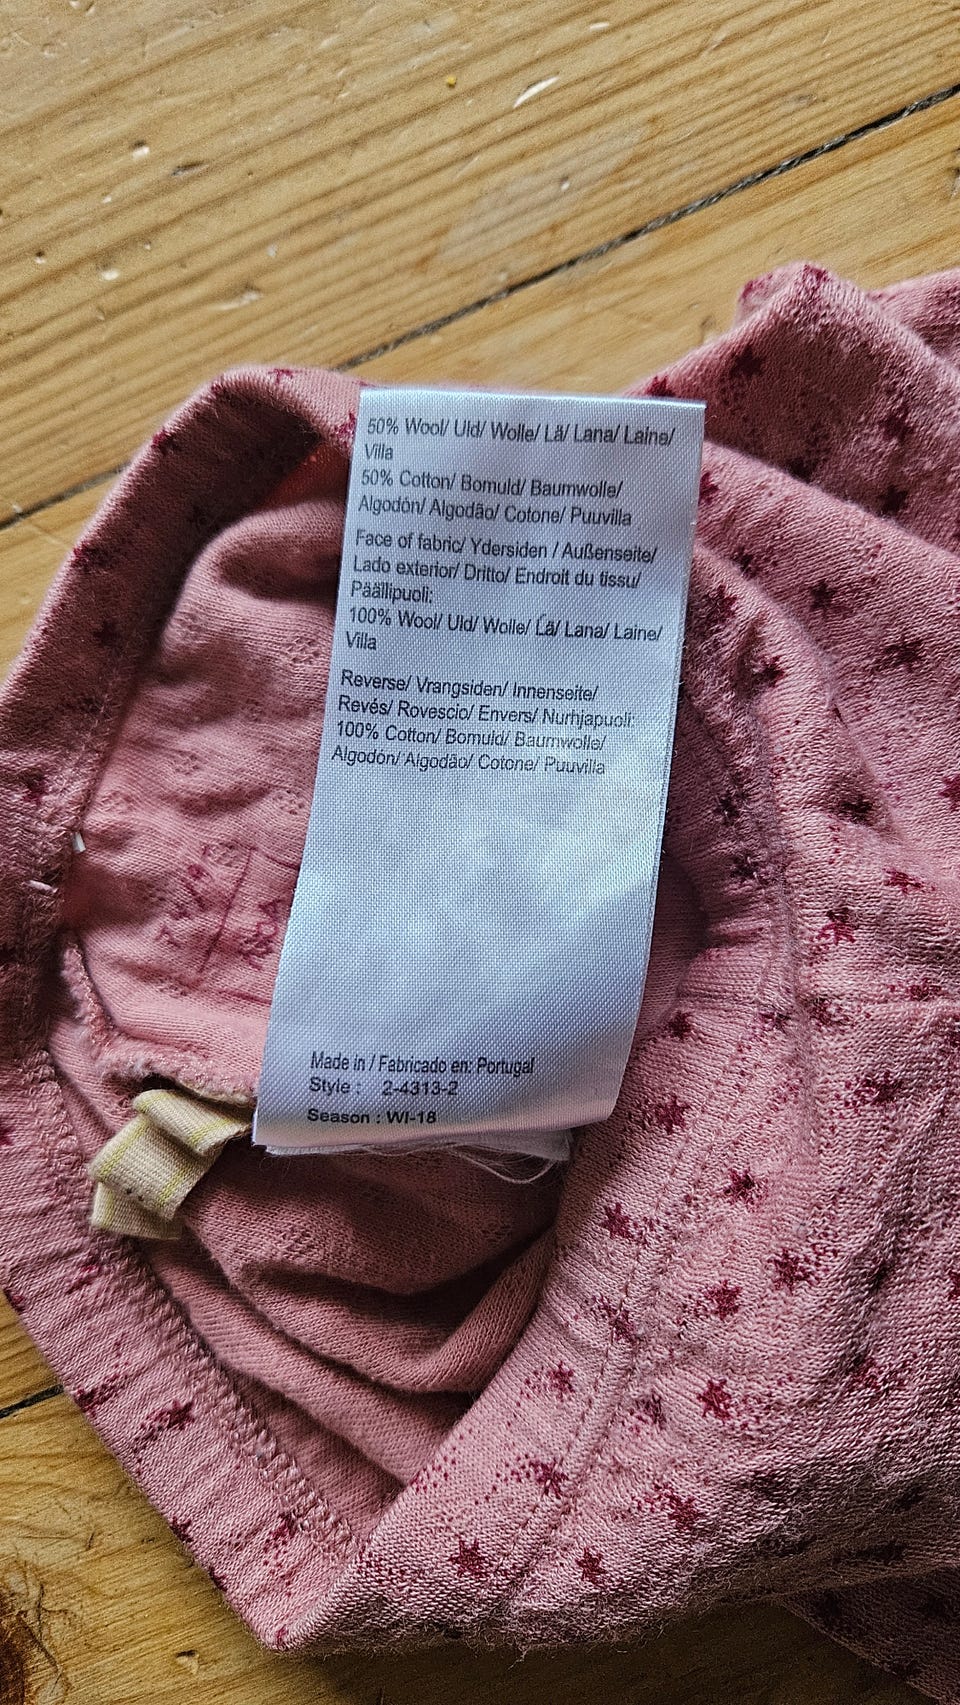 50% Wool/ Uld/ Wolle/ Lã/ Lana/ Laine/
Villa
50% Cotton/ Bomuld/ Baumwolle/
Algodón/ Algodão/ Cotone/ Puuvilla
Face of fabric/ Ydersiden / Außenseite/
Lado exterior/ Dritto/ Endroit du tissu/
Päällipuoli:
100% Wool/ Uld/ Wolle/ Lã/ Lana/ Laine/
Villa
Reverse/ Vrangsiden/ Innenseite/
Revés/ Rovescio/ Envers/ Nurhjapuoli:
100% Cotton/ Bomuld/ Baumwolle/
Algodón/ Algodão/ Cotone/ Puuvilla
Made in / Fabricado en: Portugal
Style : 2-4313-2
Season : WI-18